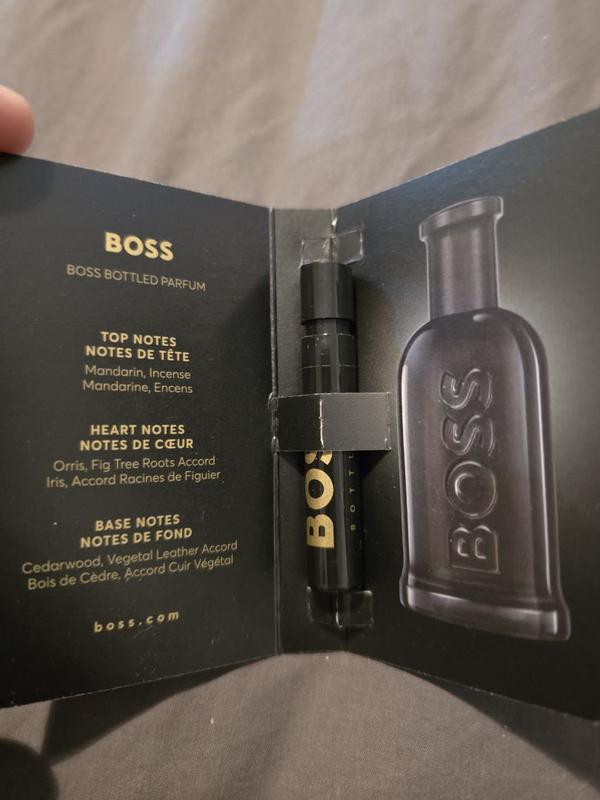 BOSS
BOSS BOTTLED PARFUM
TOP NOTES
NOTES DE TÊTE
Mandarin, Incense
Mandarine, Encens
HEART NOTES
NOTES DE CŒUR
Orris, Fig Tree Roots Accord
Iris, Accord Racines de Figuier
BASE NOTES
NOTES DE FOND
Cedarwood, Vegetal Leather Accord
Bois de Cèdre, Accord Cuir Végétal
boss.com
BOS
BOTTL
BOSS